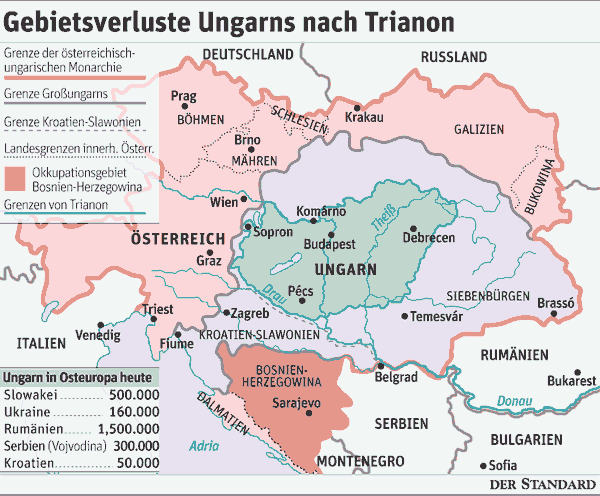 Gebietsverluste Ungarns nach Trianon
Grenze der österreichisch-
ungarischen Monarchie
Grenze Großungarns
Grenze Kroatien-Slawonien
Landesgrenzen innerh. Österr.
Okkupationsgebiet
Bosnien-Herzegowina
Grenzen von Trianon
DEUTSCHLAND
RUSSLAND
Prag
BÖHMEN
SCHLESIEN
Krakau
GALIZIEN
Brno
MÄHREN
BUKOWINA
Wien
Komárno
Theiß
Sopron
Budapest
Debrecen
ÖSTERREICH
Graz
UNGARN
Drau
Pécs
SIEBENBÜRGEN
Brassó
Triest
Zagreb
Temesvár
Venedig
KROATIEN-SLAWONIEN
ITALIEN
Fiume
RUMÄNIEN
BOSNIEN-
HERZEGOWINA
Belgrad
Bukarest
DALMATIEN
Sarajevo
Donau
SERBIEN
Adria
BULGARIEN
MONTENEGRO
Sofia
Ungarn in Osteuropa heute
Slowakei ........... 500.000
Ukraine ............. 160.000
Rumänien ....... 1,500.000
Serbien (Vojvodina) 300.000
Kroatien .............. 50.000
DER STANDARD